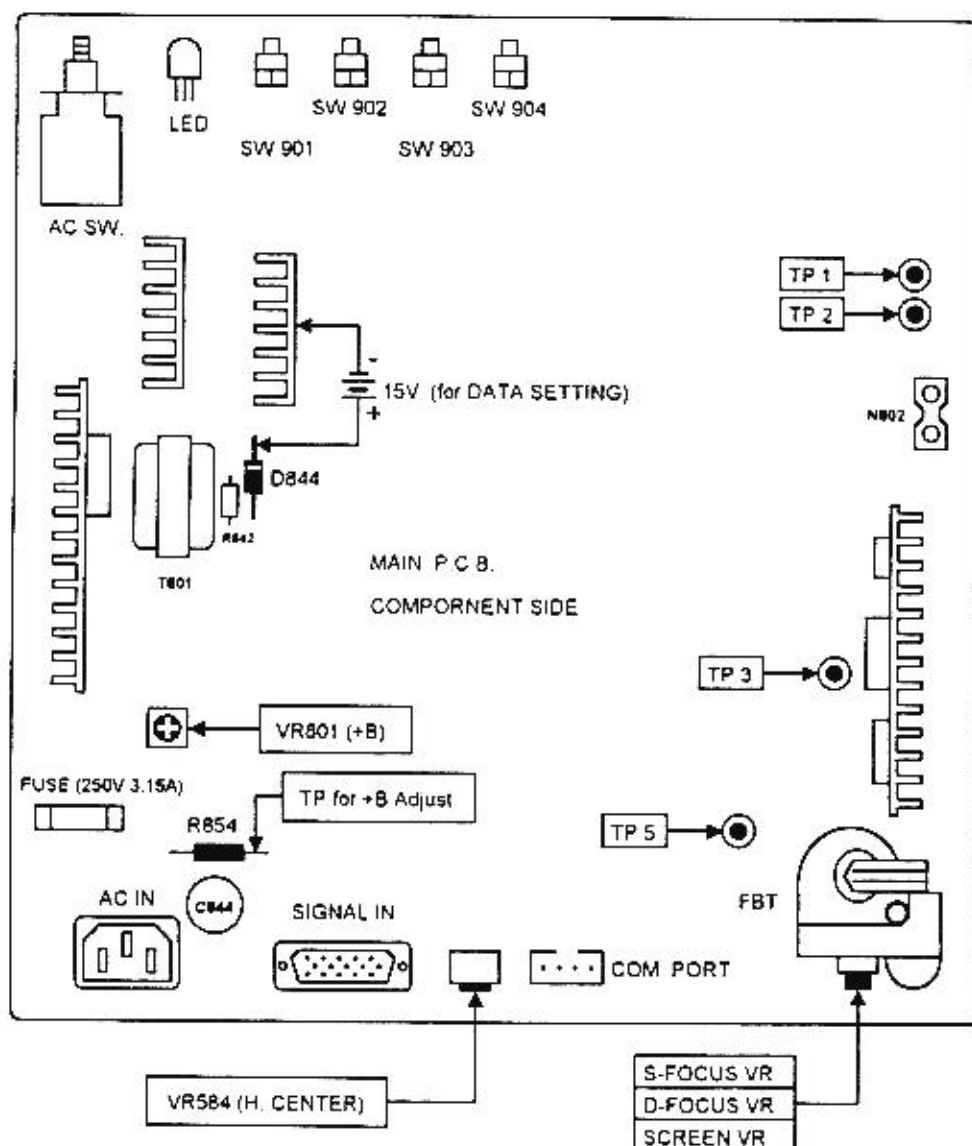 LED
SW 902
SW 904
SW 901
SW 903
AC SW.
TP 1
TP 2
-
15V (for DATA SETTING)
+
N802
D844
R842
T801
MAIN P.C B.
COMPORNENT SIDE
TP 3
VR801 (+B)
FUSE (250V 3.15A)
TP for +B Adjust
R854
TP 5
AC IN
C844
SIGNAL IN
FBT
COM PORT
VR584 (H. CENTER)
S-FOCUS VR
D-FOCUS VR
SCREEN VR